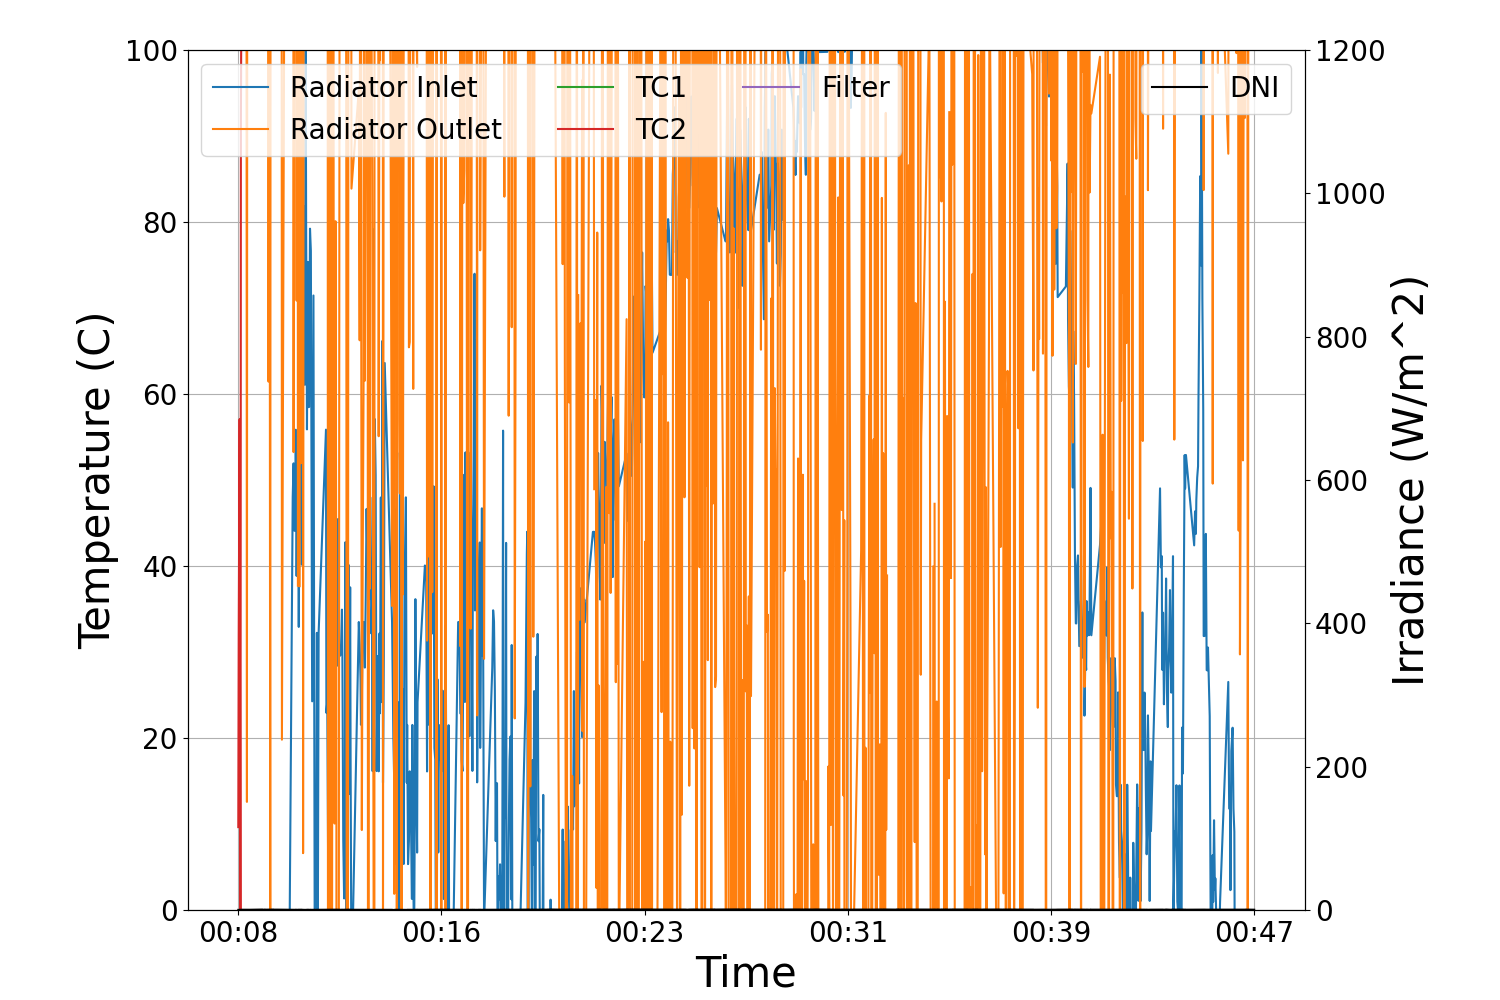 Radiator Inlet
Radiator Outlet
TC1
TC2
Filter
DNI
Temperature (C)
100
80
60
40
20
0
1200
1000
800
600
400
200
0
Irradiance (W/m^2)
00:08 00:16 00:23 00:31 00:39 00:47
Time